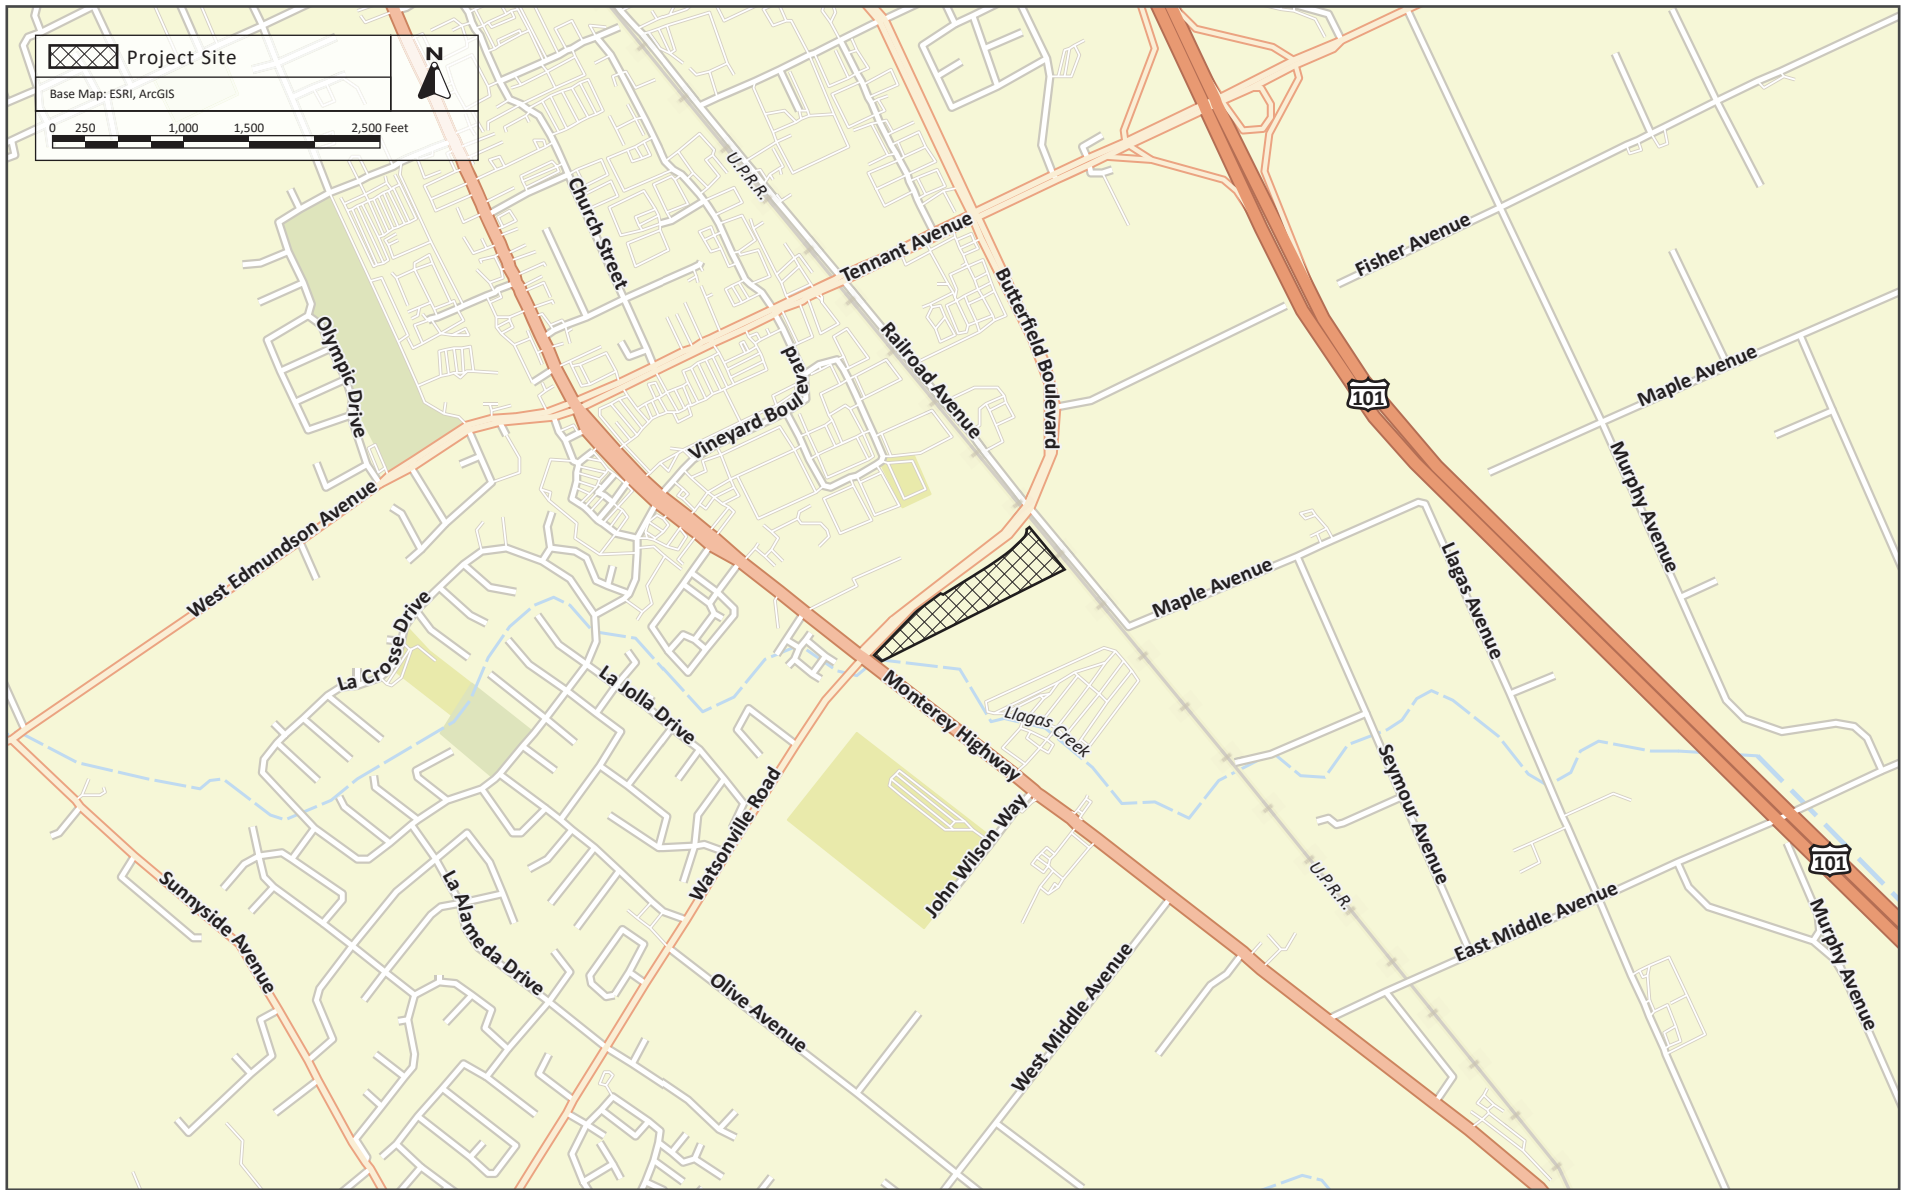 Project Site
N
Base Map: ESRI, ArcGIS
0 250 1,000 1,500 2,500 Feet
Church Street
U.P.R.R.
Tennant Avenue
Fisher Avenue
Butterfield Boulevard
Olympic Drive
Railroad Avenue
Vineyard Boulevard
101
Maple Avenue
Murphy Avenue
West Edmundson Avenue
Maple Avenue
Llagas Avenue
La Crosse Drive
La Jolla Drive
Monterey Highway
Llagas Creek
Seymour Avenue
Watsonville Road
John Wilson Way
101
U.P.R.R.
Sunnyside Avenue
La Alameda Drive
East Middle Avenue
Murphy Avenue
Olive Avenue
West Middle Avenue